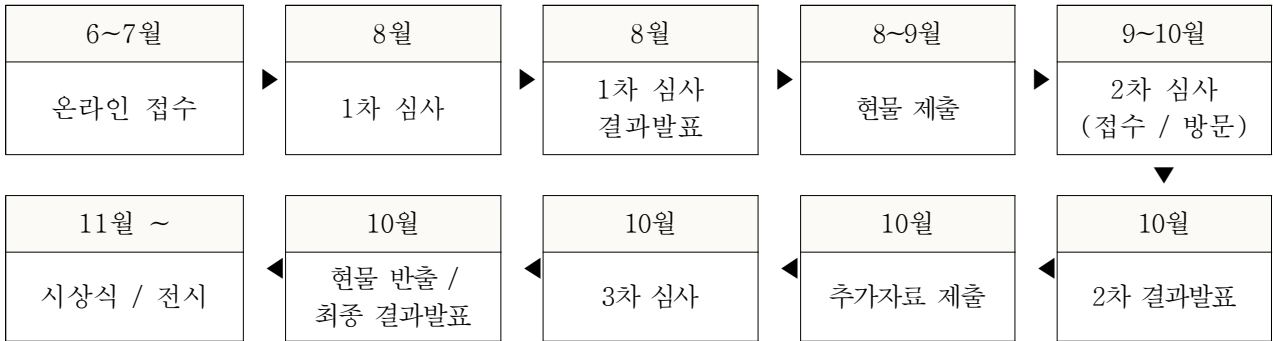 6~7월
온라인 접수
8월
1차 심사
8월
1차 심사
결과발표
8~9월
현물 제출
9~10월
2차 심사
(접수 / 방문)
10월
2차 결과발표
10월
추가자료 제출
10월
3차 심사
10월
현물 반출 /
최종 결과발표
11월 ~
시상식 / 전시